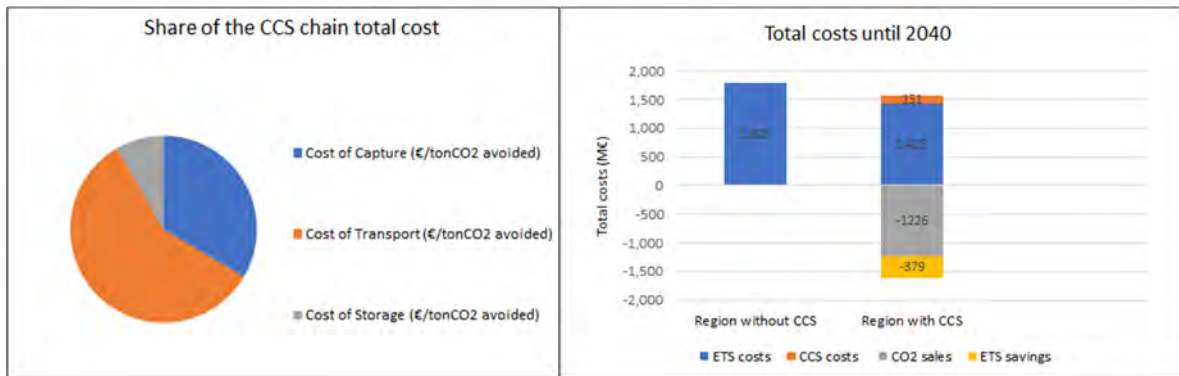 Share of the CCS chain total cost
Cost of Capture (€/tonCO2 avoided)
Cost of Transport (€/tonCO2 avoided)
Cost of Storage (€/tonCO2 avoided)
Total costs until 2040
Total costs (M€)
2,000
1,500
1,000
500
0
-500
-1,000
-1,500
-2,000
151
-1226
-379
Region without CCS
Region with CCS
ETS costs
CCS costs
CO2 sales
ETS savings